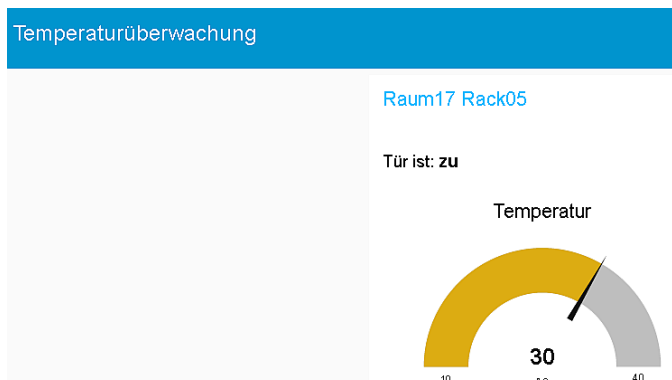 Temperaturüberwachung
Raum17 Rack05
Tür ist: zu
Temperatur
30
10
40